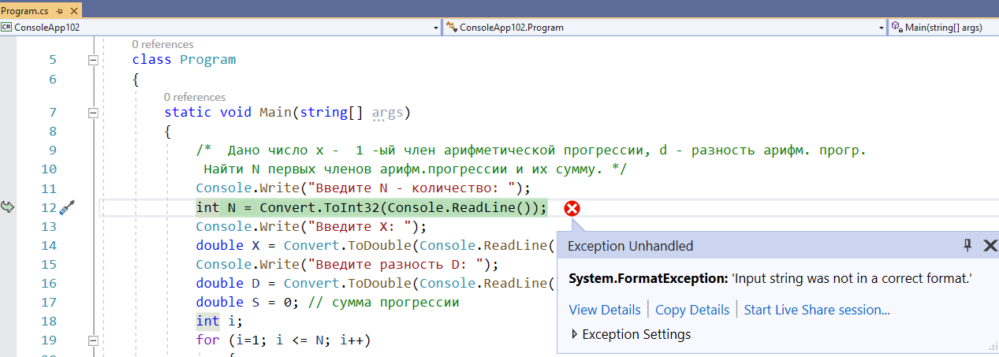 Program.cs
C# ConsoleApp102 ConsoleApp102.Program Main(string[] args)
0 references
5 class Program
6 {
0 references
7 static void Main(string[] args)
8 {
9 /* Дано число x - 1 -ый член арифметической прогрессии, d - разность арифм. прогр.
10 Найти N первых членов арифм.прогрессии и их сумму. */
11 Console.Write("Введите N - количество: ");
12 int N = Convert.ToInt32(Console.ReadLine());
13 Console.Write("Введите X: ");
14 double X = Convert.ToDouble(Console.ReadLine(
15 Console.Write("Введите разность D: ");
16 double D = Convert.ToDouble(Console.ReadLine(
17 double S = 0; // сумма прогрессии
18 int i;
19 for (i=1; i <= N; i++)
Exception Unhandled
System.FormatException: 'Input string was not in a correct format.'
View Details | Copy Details | Start Live Share session...
Exception Settings